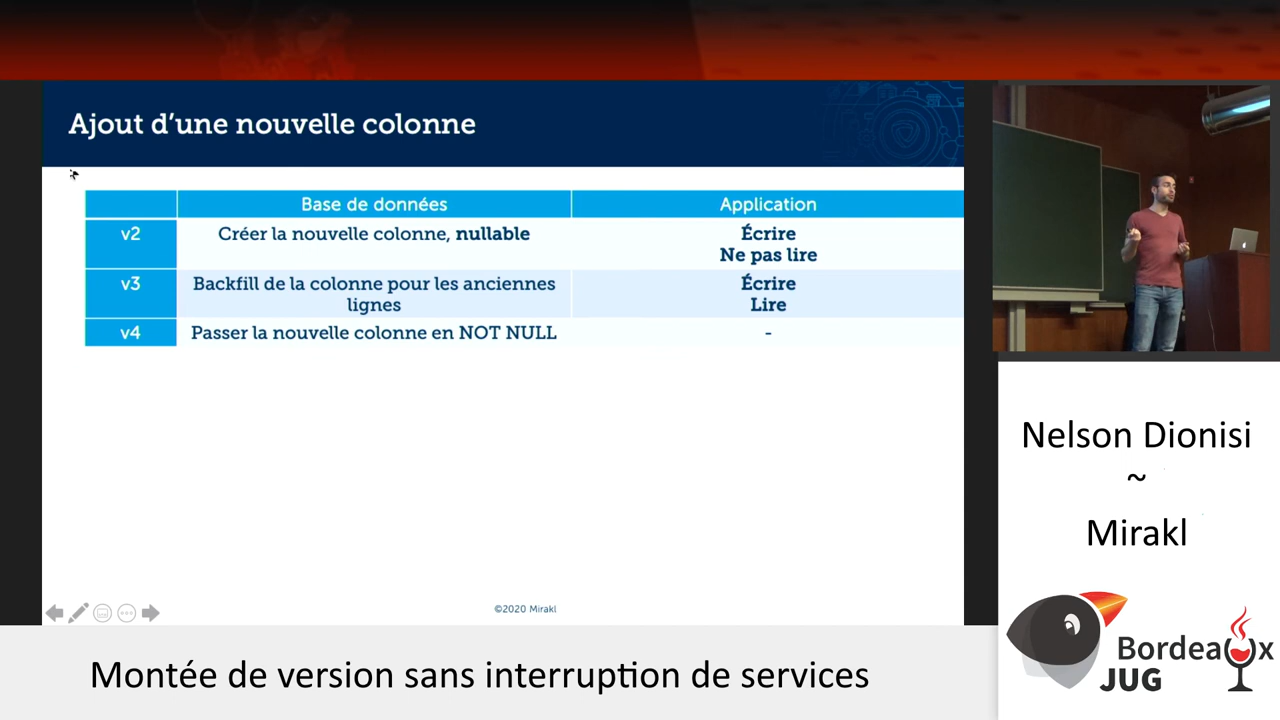 Ajout d'une nouvelle colonne
Base de données
Application
v2
Créer la nouvelle colonne, nullable
Écrire
Ne pas lire
v3
Backfill de la colonne pour les anciennes
lignes
Écrire
Lire
v4
Passer la nouvelle colonne en NOT NULL
-
©2020 Mirakl
Nelson Dionisi
~
Mirakl
Bordeaux
JUG
Montée de version sans interruption de services